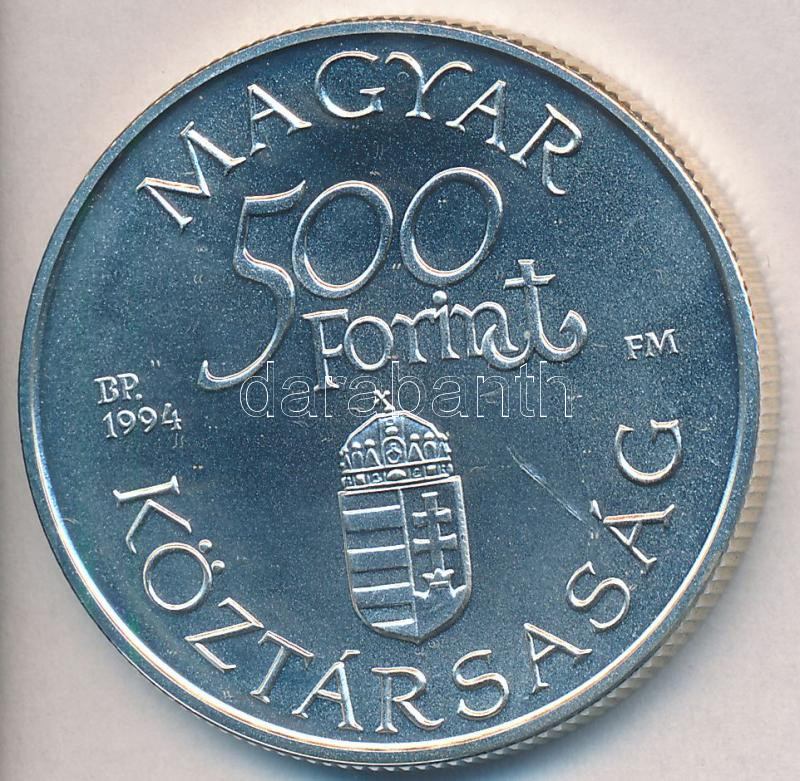 MAGYAR
500
Forint
BP.
1994
FM
darabanth
KÖZTÁRSASÁG